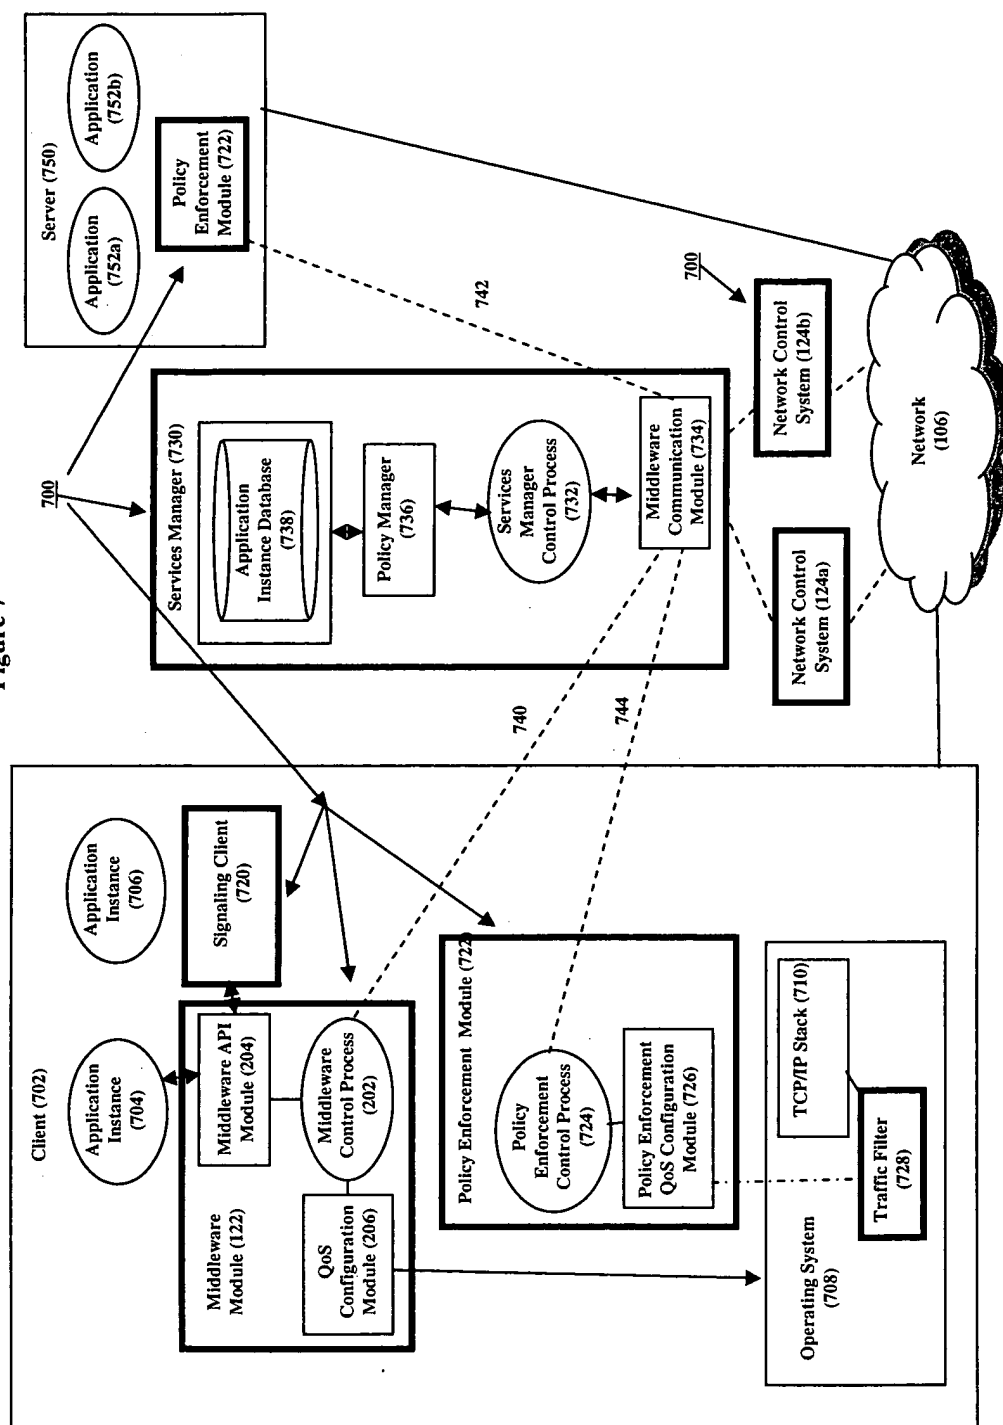 Figure 7
Client (702)
Application
Instance
(704)
Application
Instance
(706)
Middleware
Module (122)
Middleware API
Module (204)
Signaling Client
(720)
QoS
Configuration
Module (206)
Middleware
Control Process
(202)
Policy Enforcement Module (722)
Policy
Enforcement
Control Process
(724)
Policy Enforcement
QoS Configuration
Module (726)
Operating System
(708)
TCP/IP Stack (710)
Traffic Filter
(728)
700
740
744
Services Manager (730)
Application
Instance Database
(738)
Policy Manager
(736)
Services
Manager
Control Process
(732)
Middleware
Communication
Module (734)
Network Control
System (124a)
Network Control
System (124b)
700
742
Server (750)
Application
(752a)
Application
(752b)
Policy
Enforcement
Module (722)
Network
(106)